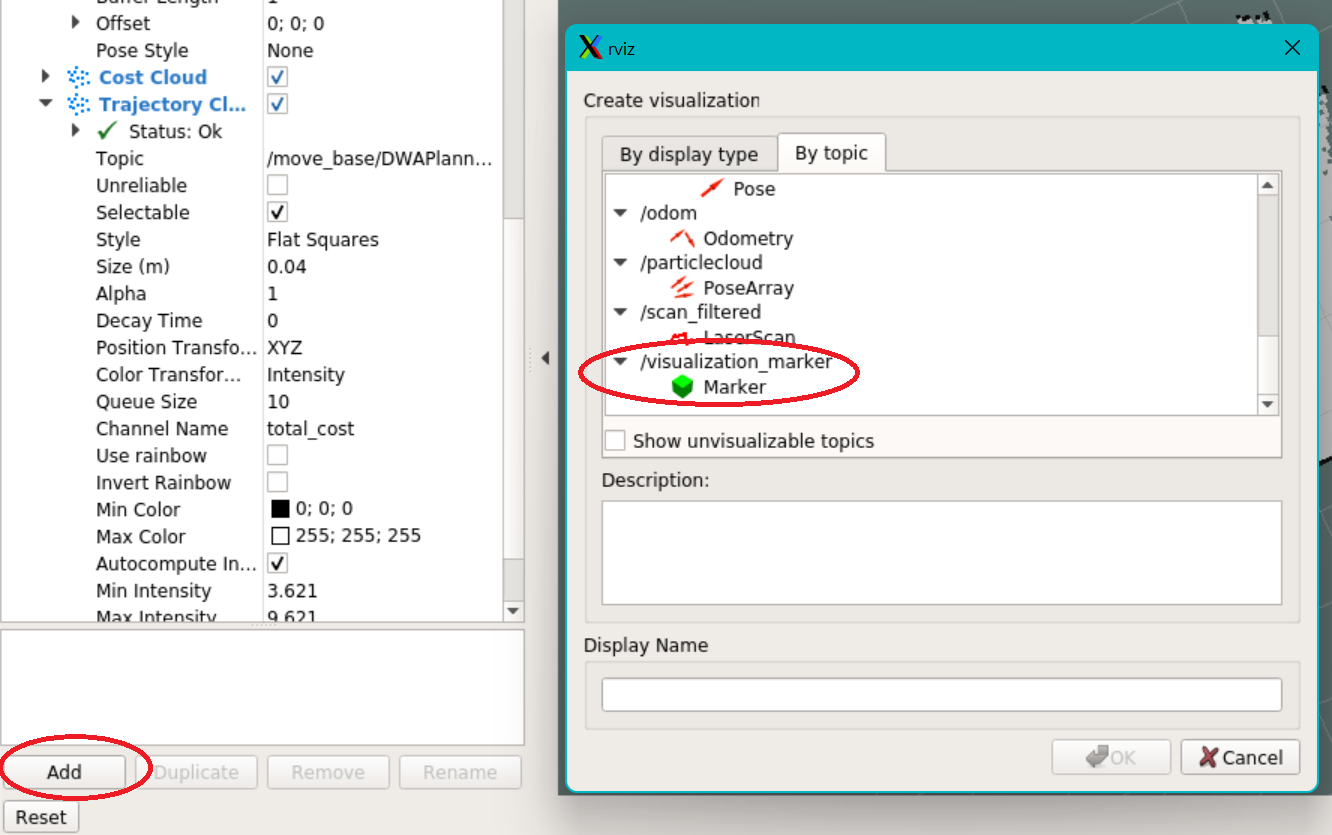 Buffer Length 1
Offset 0; 0; 0
Pose Style None
Cost Cloud
Trajectory Cl...
Status: Ok
Topic /move_base/DWAPlann...
Unreliable
Selectable
Style Flat Squares
Size (m) 0.04
Alpha 1
Decay Time 0
Position Transfo... XYZ
Color Transfor... Intensity
Queue Size 10
Channel Name total_cost
Use rainbow
Invert Rainbow
Min Color 0; 0; 0
Max Color 255; 255; 255
Autocompute In...
Min Intensity 3.621
Max Intensity 9.621
Add Duplicate Remove Rename
Reset
rviz
Create visualization
By display type By topic
Pose
/odom
Odometry
/particlecloud
PoseArray
/scan_filtered
LaserScan
/visualization_marker
Marker
Show unvisualizable topics
Description:
Display Name
OK Cancel